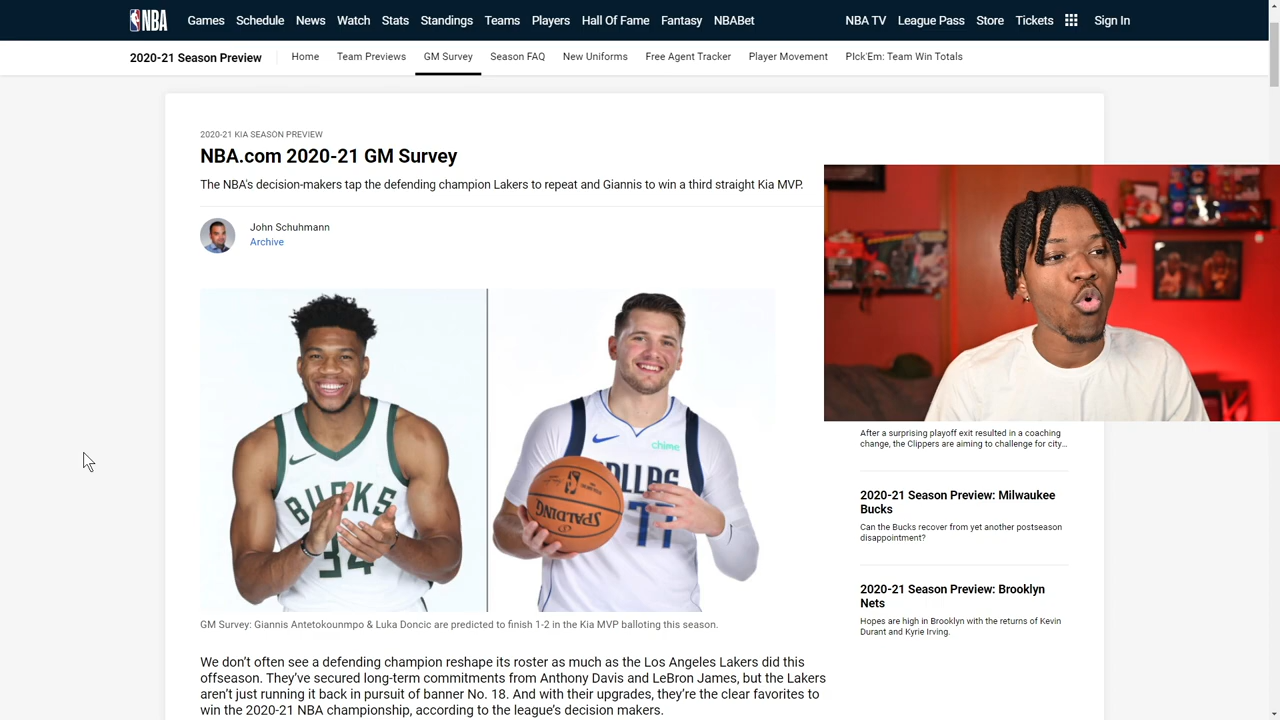 NBA
Games Schedule News Watch Stats Standings Teams Players Hall Of Fame Fantasy NBABet NBA TV League Pass Store Tickets Sign In
2020-21 Season Preview Home Team Previews GM Survey Season FAQ New Uniforms Free Agent Tracker Player Movement PIck'Em: Team Win Totals
2020-21 KIA SEASON PREVIEW
NBA.com 2020-21 GM Survey
The NBA's decision-makers tap the defending champion Lakers to repeat and Giannis to win a third straight Kia MVP.
John Schuhmann
Archive
BUCKS
34
chime
77
SPALDING
GM Survey: Giannis Antetokounmpo & Luka Doncic are predicted to finish 1-2 in the Kia MVP balloting this season.
We don't often see a defending champion reshape its roster as much as the Los Angeles Lakers did this
offseason. They've secured long-term commitments from Anthony Davis and LeBron James, but the Lakers
aren't just running it back in pursuit of banner No. 18. And with their upgrades, they're the clear favorites to
win the 2020-21 NBA championship, according to the league's decision makers.
After a surprising playoff exit resulted in a coaching
change, the Clippers are aiming to challenge for city...
2020-21 Season Preview: Milwaukee
Bucks
Can the Bucks recover from yet another postseason
disappointment?
2020-21 Season Preview: Brooklyn
Nets
Hopes are high in Brooklyn with the returns of Kevin
Durant and Kyrie Irving.